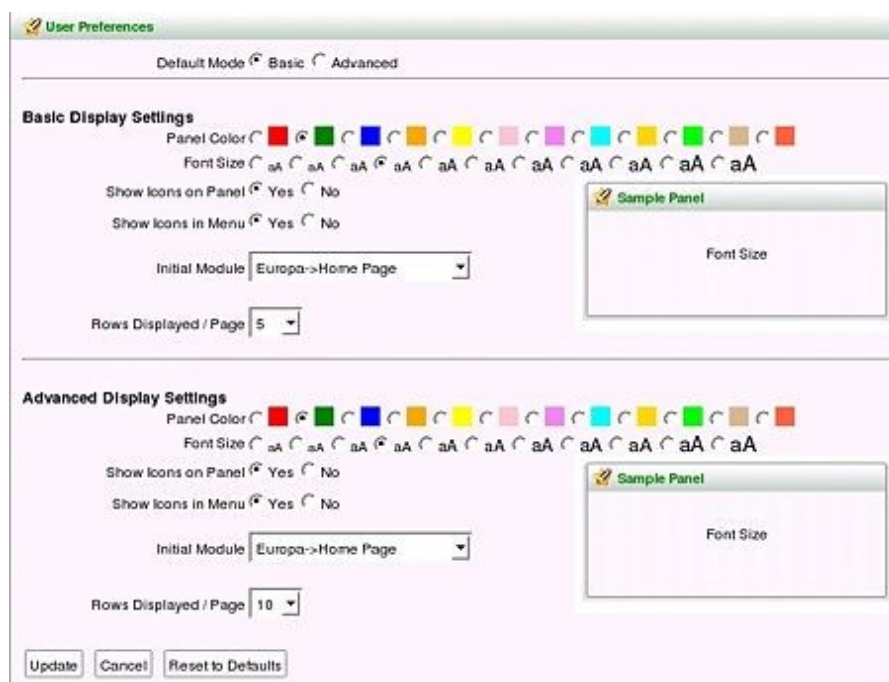 User Preferences
Default Mode Basic Advanced
Basic Display Settings
Panel Color
Font Size aA aA aA aA aA aA aA aA aA aA aA
Show Icons on Panel Yes No
Sample Panel
Show Icons in Menu Yes No
Font Size
Initial Module Europa->Home Page
Rows Displayed / Page 5
Advanced Display Settings
Panel Color
Font Size aA aA aA aA aA aA aA aA aA aA aA
Show Icons on Panel Yes No
Sample Panel
Show Icons in Menu Yes No
Font Size
Initial Module Europa->Home Page
Rows Displayed / Page 10
Update Cancel Reset to Defaults